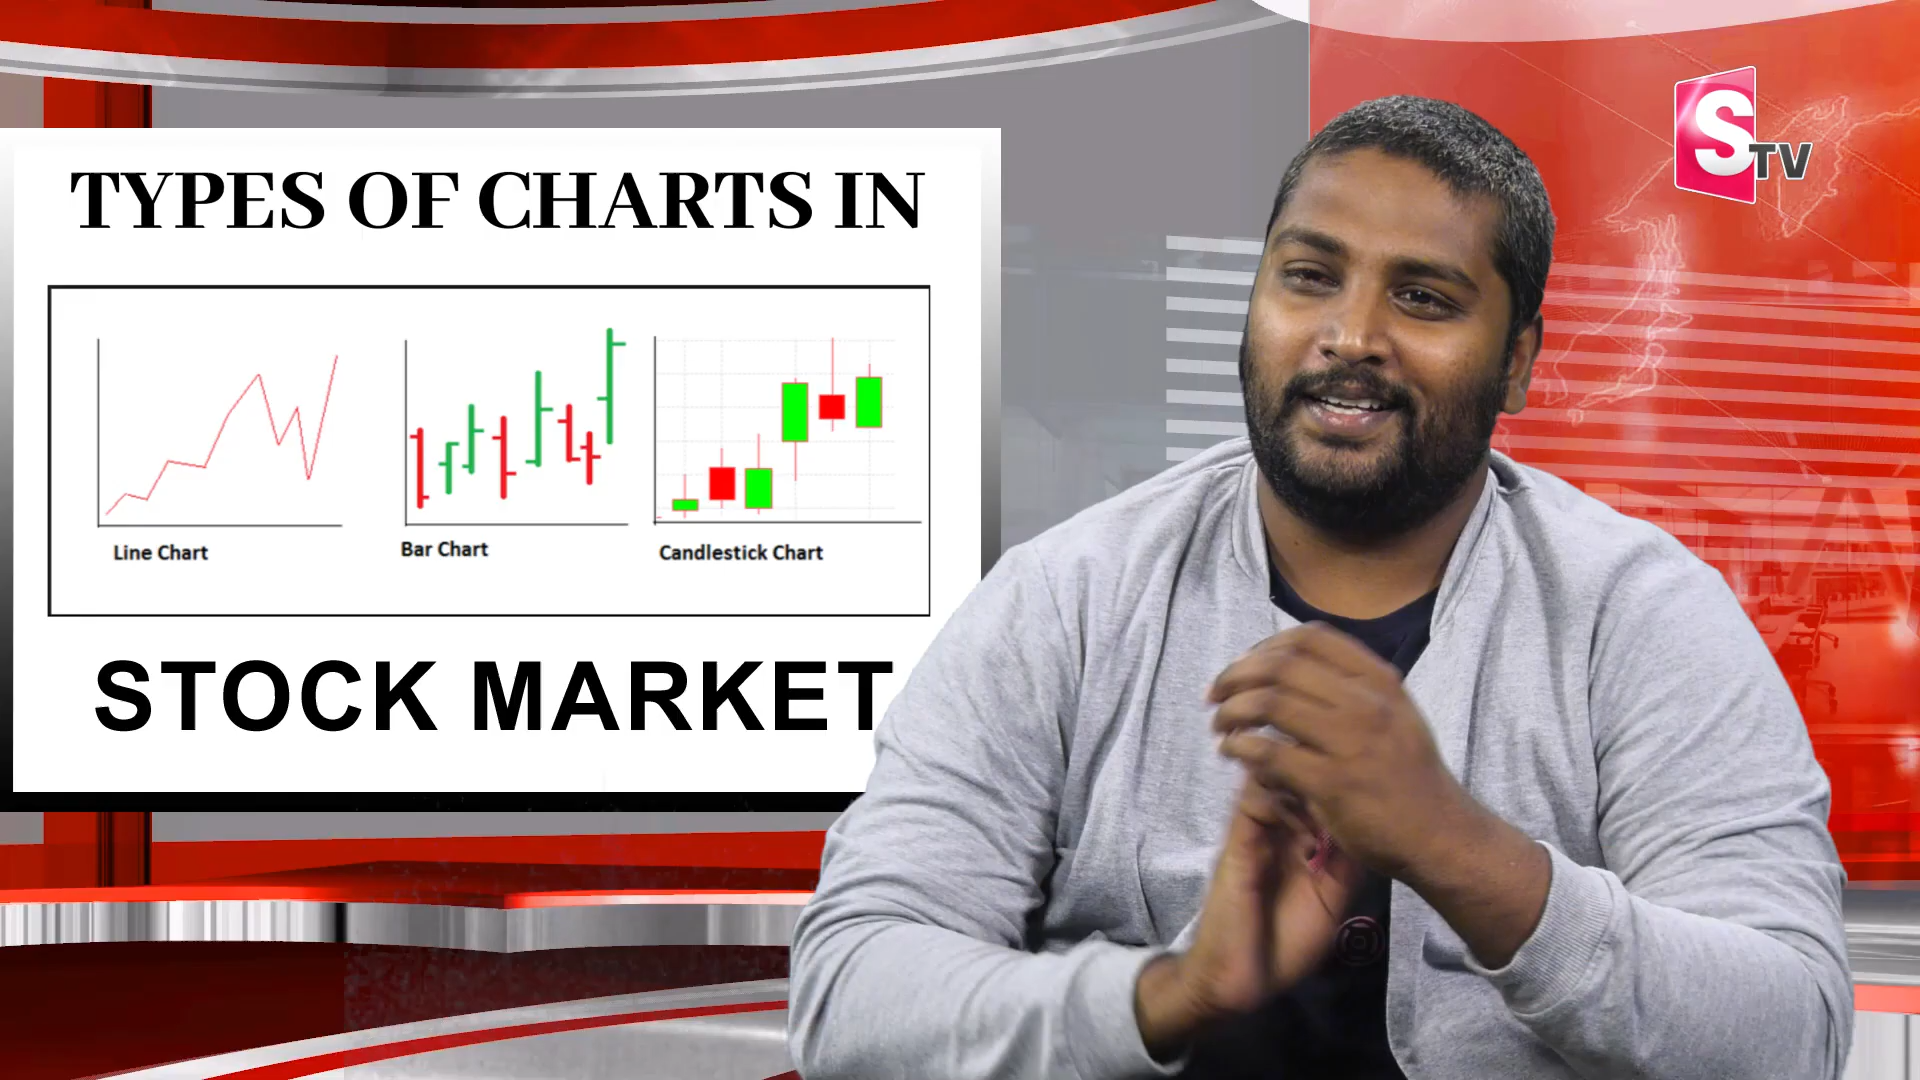 TYPES OF CHARTS IN
Line Chart
Bar Chart
Candlestick Chart
STOCK MARKET
STV